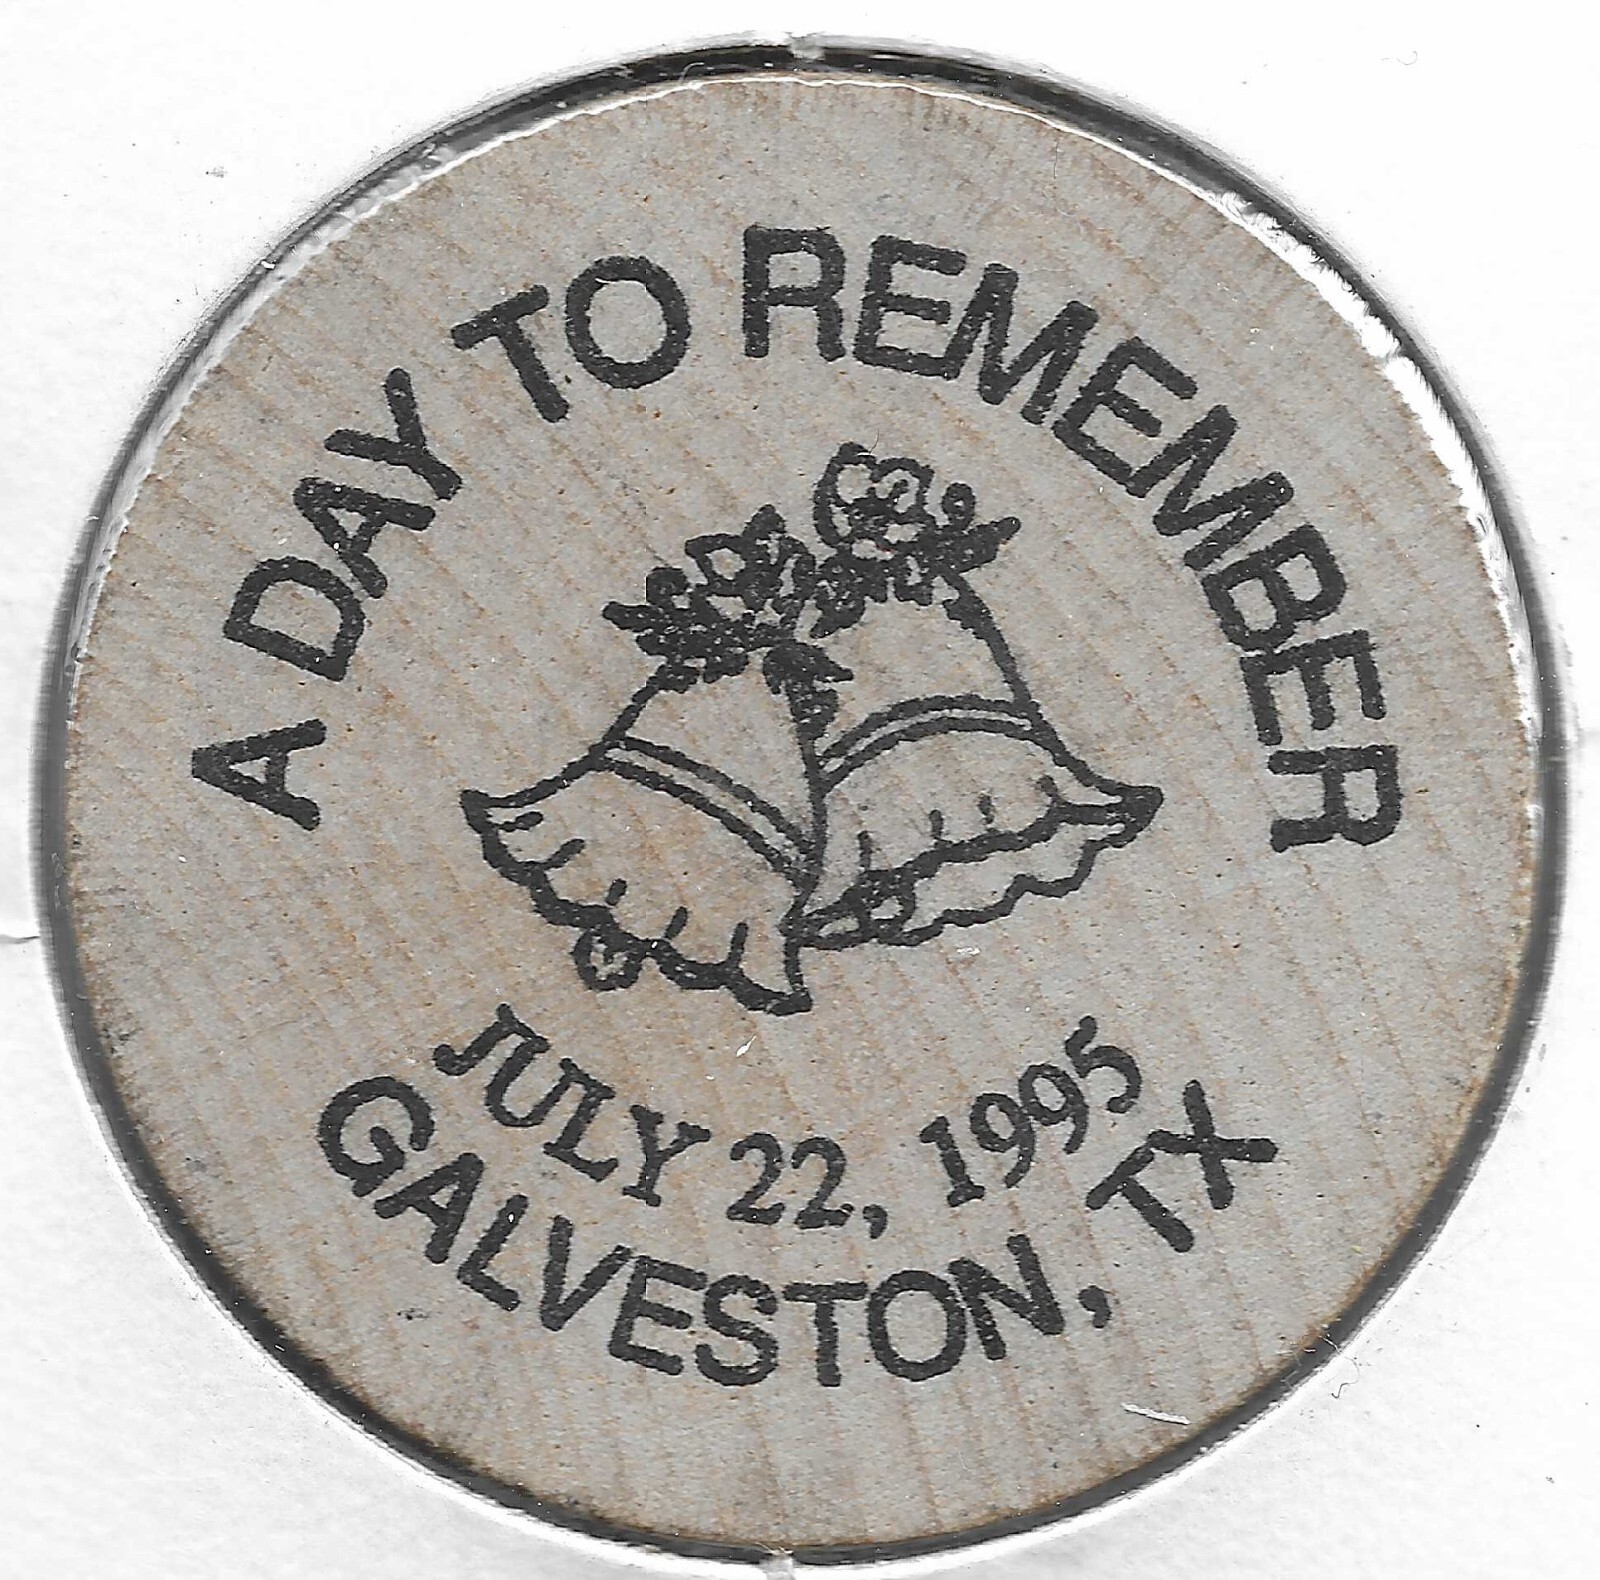 A DAY TO REMEMBER
JULY 22, 1995
GALVESTON, TX